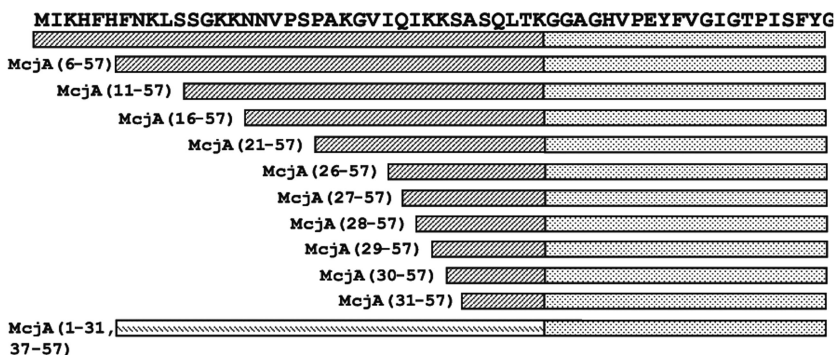 MIKHFHFNKLSSGKKNNVPSPAKGVIQIKKSASQLTKGGAGHVPEYFVGIGTPISFYG
McjA(6-57)
McjA(11-57)
McjA(16-57)
McjA(21-57)
McjA(26-57)
McjA(27-57)
McjA(28-57)
McjA(29-57)
McjA(30-57)
McjA(31-57)
McjA(1-31,
37-57)